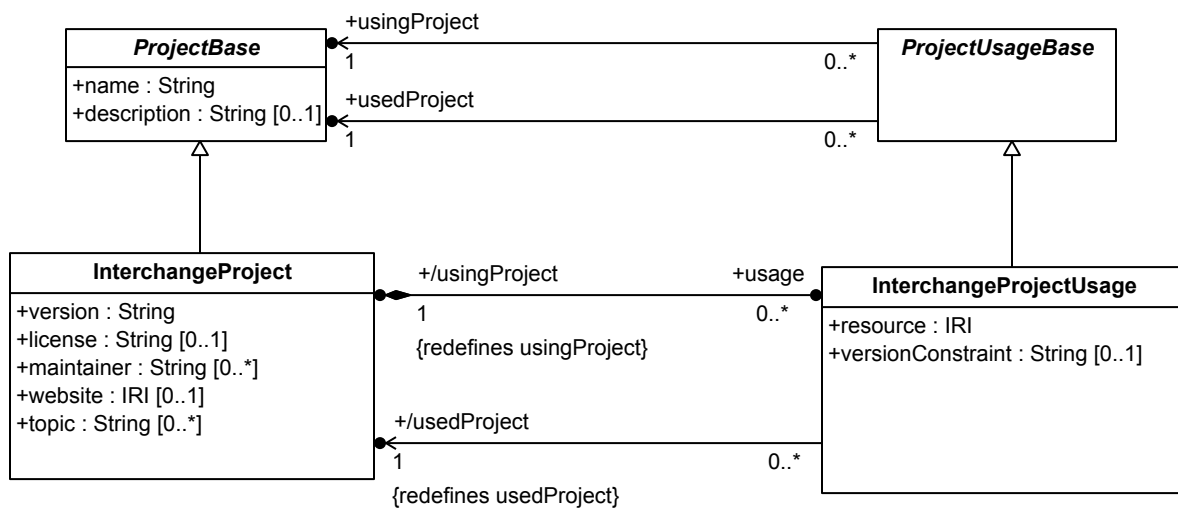 ProjectBase
+name : String
+description : String [0..1]
+usingProject
1
0..*
+usedProject
1
0..*
ProjectUsageBase
InterchangeProject
+version : String
+license : String [0..1]
+maintainer : String [0..*]
+website : IRI [0..1]
+topic : String [0..*]
+/usingProject
+usage
1
0..*
{redefines usingProject}
+/usedProject
1
0..*
{redefines usedProject}
InterchangeProjectUsage
+resource : IRI
+versionConstraint : String [0..1]